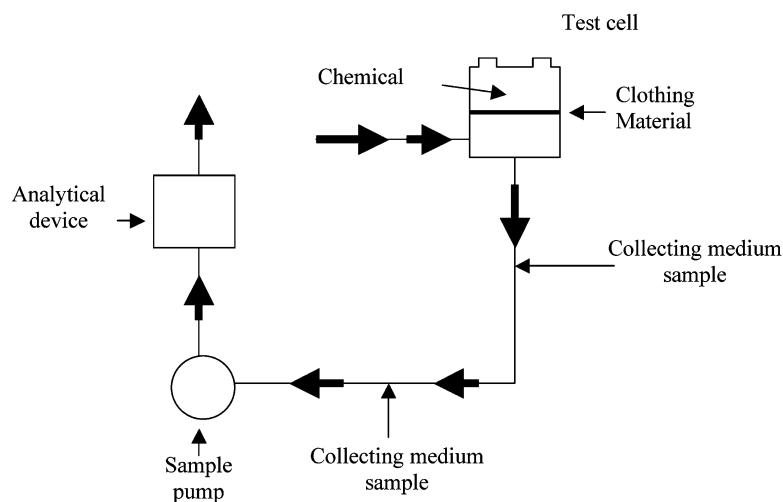 Test cell
Chemical
Clothing
Material
Analytical
device
Collecting medium
sample
Collecting medium
sample
Sample
pump